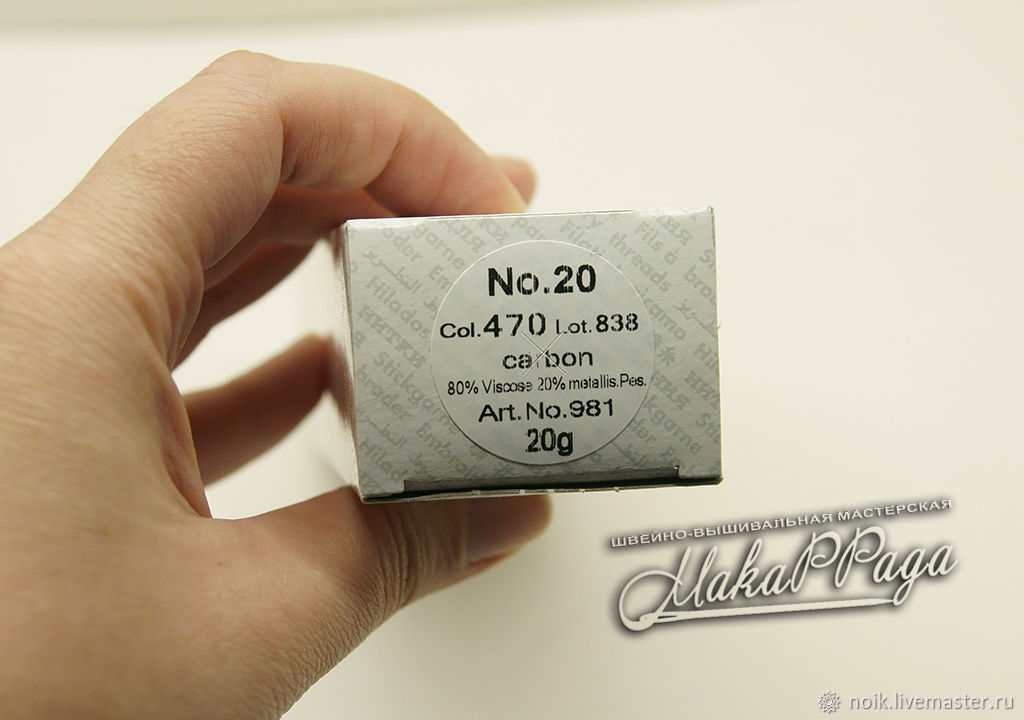 No.20
Col.470 Lot.838
carbon
80% Viscose 20% metallis.Pes.
Art.No.981
20g
ШВЕЙНО-ВЫШИВАЛЬНАЯ МАСТЕРСКАЯ
МакаРРада
noik.livemaster.ru